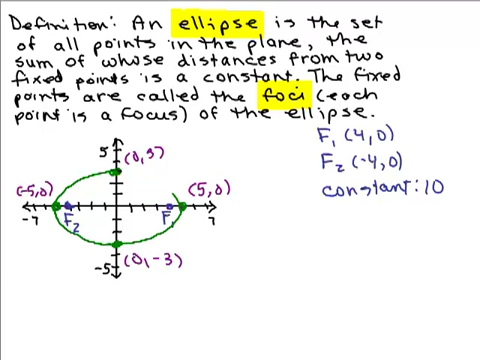 Definition: An ellipse is the set
of all points in the plane, the
sum of whose distances from two
fixed points is a constant. The fixed
points are called the foci (each
point is a focus) of the ellipse.
F₁ (4,0)
F₂ (-4,0)
constant: 10
5
(0,3)
(-5,0)
(5,0)
-7
F₂
F₁
7
-5
(0,-3)